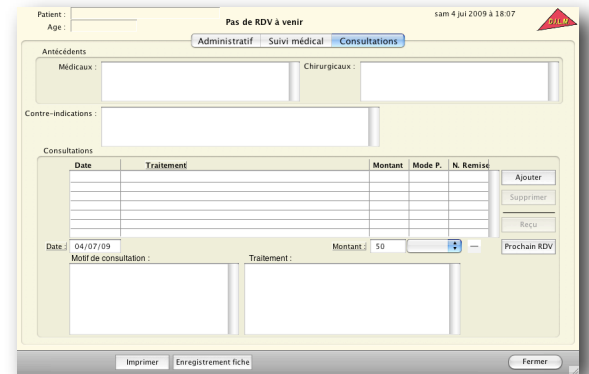 Patient :
Age :
Pas de RDV à venir
sam 4 jui 2009 à 18:07
D/LM
Administratif Suivi médical Consultations
Antécédents
Médicaux : Chirurgicaux :
Contre-indications :
Consultations
Date Traitement Montant Mode P. N. Remise
Ajouter
Supprimer
Reçu
Date : 04/07/09 Montant : 50 — Prochain RDV
Motif de consultation : Traitement :
Imprimer Enregistrement fiche Fermer